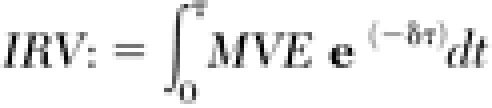 IRV: = ∫₀^τ MVE e^(−δτ) dt